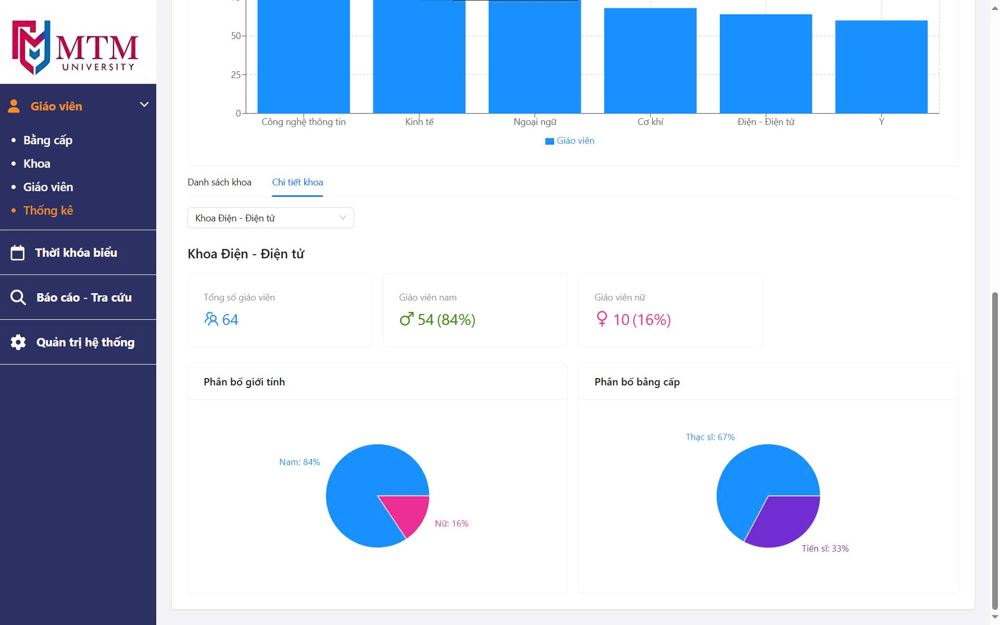 MTM
UNIVERSITY
Giáo viên
Bằng cấp
Khoa
Giáo viên
Thống kê
Thời khóa biểu
Báo cáo - Tra cứu
Quản trị hệ thống
50
25
0
Công nghệ thông tin
Kinh tế
Ngoại ngữ
Cơ khí
Điện - Điện tử
Y
Giáo viên
Danh sách khoa
Chi tiết khoa
Khoa Điện - Điện tử
Khoa Điện - Điện tử
Tổng số giáo viên
64
Giáo viên nam
54 (84%)
Giáo viên nữ
10 (16%)
Phân bố giới tính
Nam: 84%
Nữ: 16%
Phân bố bằng cấp
Thạc sĩ: 67%
Tiến sĩ: 33%